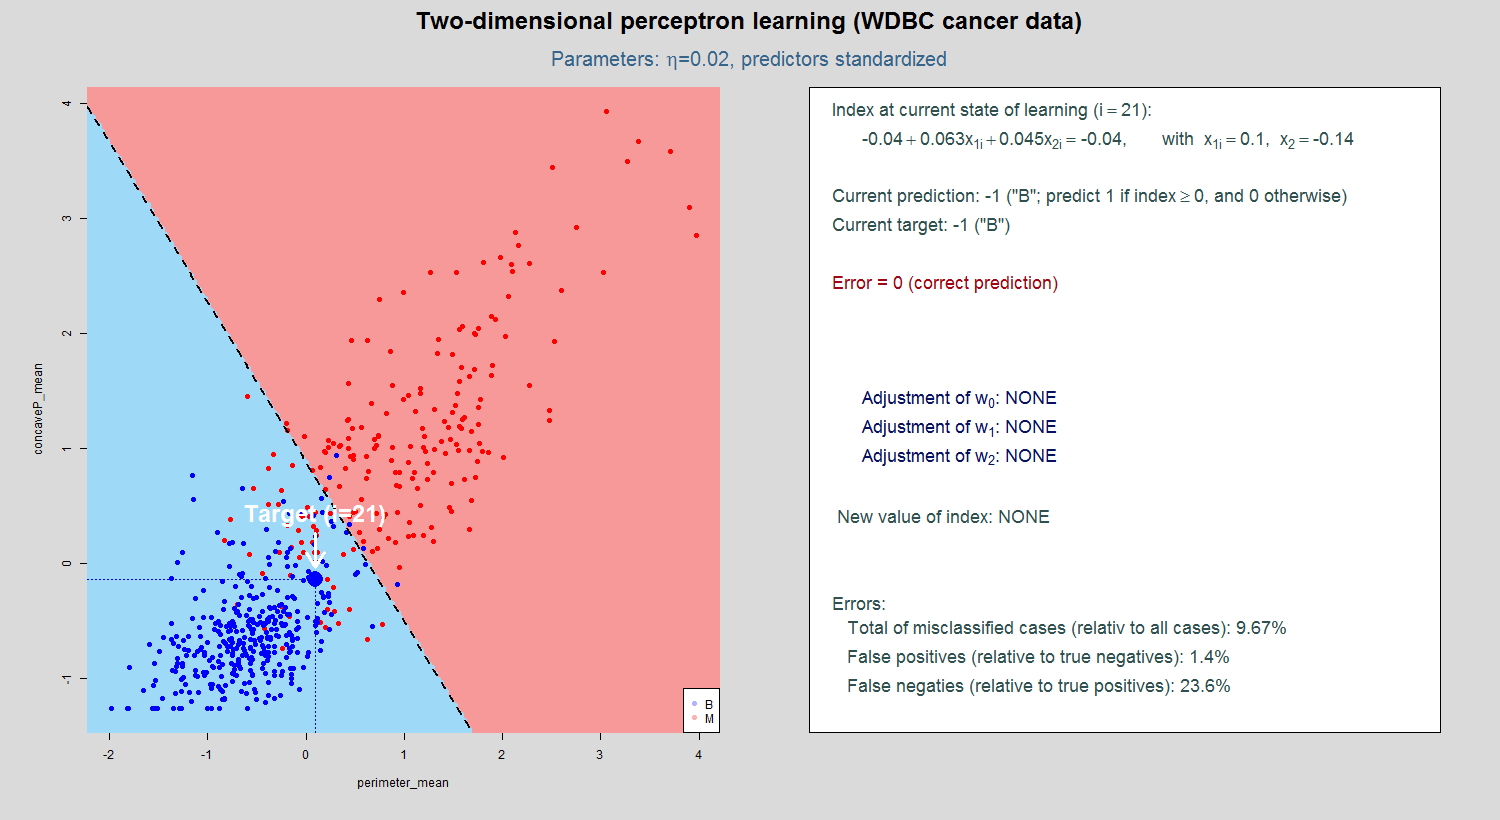 Two-dimensional perceptron learning (WDBC cancer data)
Parameters: η=0.02, predictors standardized
4
3
2
1
0
-1
concaveP_mean
Target (i=21)
B
M
-2
-1
0
1
2
3
4
perimeter_mean
Index at current state of learning (i = 21):
-0.04 + 0.063x1i + 0.045x2i = -0.04, with x1i = 0.1, x2 = -0.14
Current prediction: -1 ("B"; predict 1 if index ≥ 0, and 0 otherwise)
Current target: -1 ("B")
Error = 0 (correct prediction)
Adjustment of w0: NONE
Adjustment of w1: NONE
Adjustment of w2: NONE
New value of index: NONE
Errors:
Total of misclassified cases (relativ to all cases): 9.67%
False positives (relative to true negatives): 1.4%
False negaties (relative to true positives): 23.6%